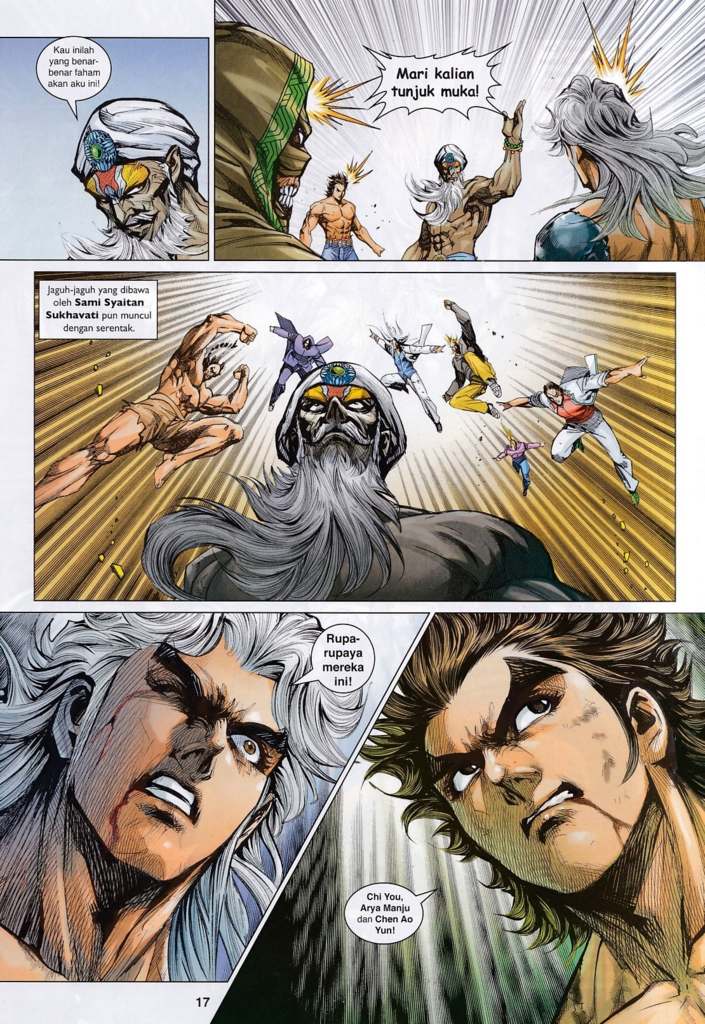 Kau inilah
yang benar-
benar faham
akan aku ini!
Mari kalian
tunjuk muka!
Jaguh-jaguh yang dibawa
oleh Sami Syaitan
Sukhavati pun muncul
dengan serentak.
Rupa-
rupaya
mereka
ini!
Chi You,
Arya Manju
dan Chen Ao
Yun!
17